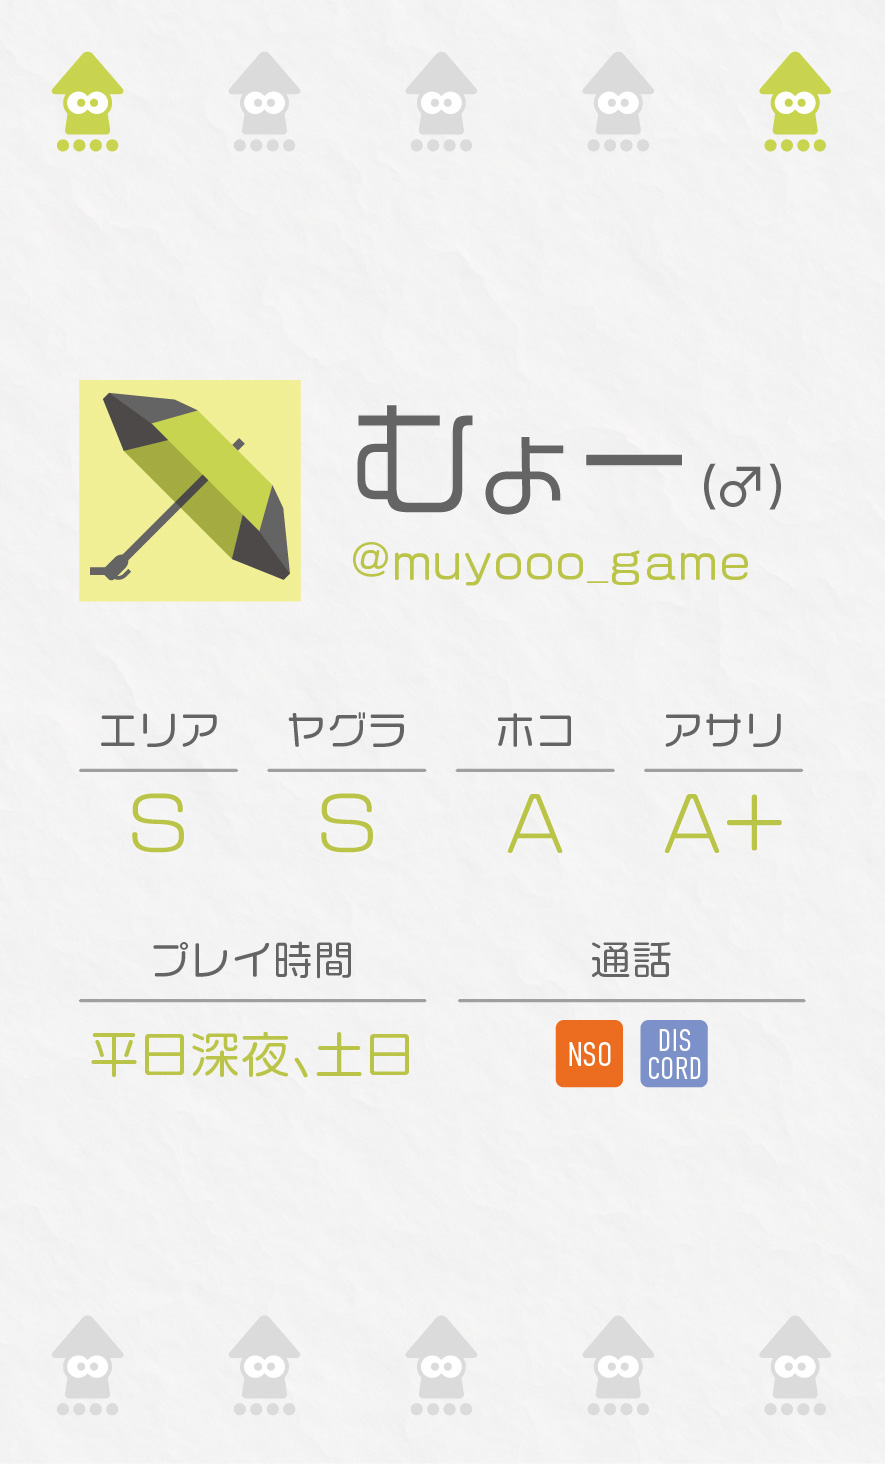 むょー(♂)
@muyooo_game
エリア ヤグラ ホコ アサリ
S S A A+
プレイ時間 通話
平日深夜、土日 NSO DIS
CORD